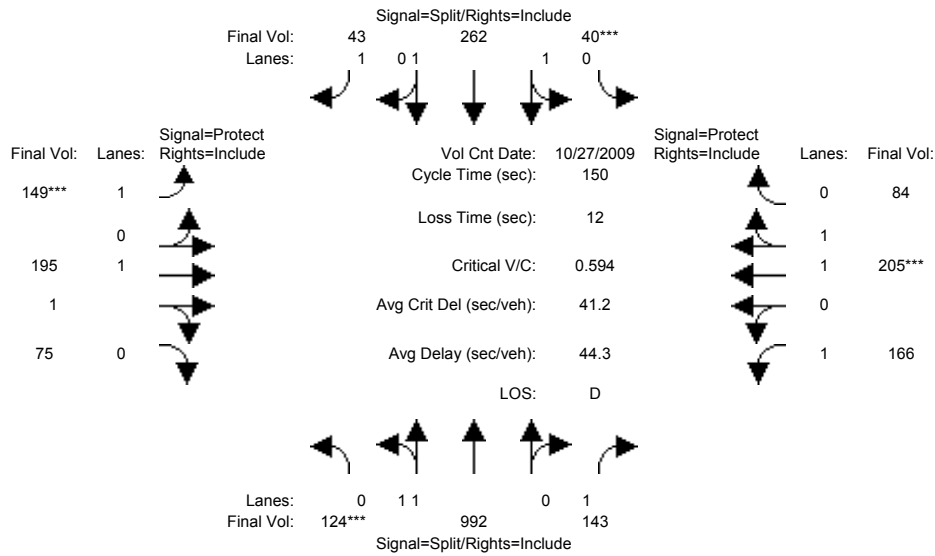 Signal=Split/Rights=Include
Final Vol: 43 262 40***
Lanes: 1 0 1 1 0
Signal=Protect Signal=Protect
Final Vol: Lanes: Rights=Include Vol Cnt Date: 10/27/2009 Rights=Include Lanes: Final Vol:
Cycle Time (sec): 150
149*** 1 0 84
Loss Time (sec): 12
0 1
195 1 Critical V/C: 0.594 1 205***
1 0 Avg Crit Del (sec/veh): 41.2 0
75 0 Avg Delay (sec/veh): 44.3 1 166
LOS: D
Lanes: 0 1 1 0 1
Final Vol: 124*** 992 143
Signal=Split/Rights=Include